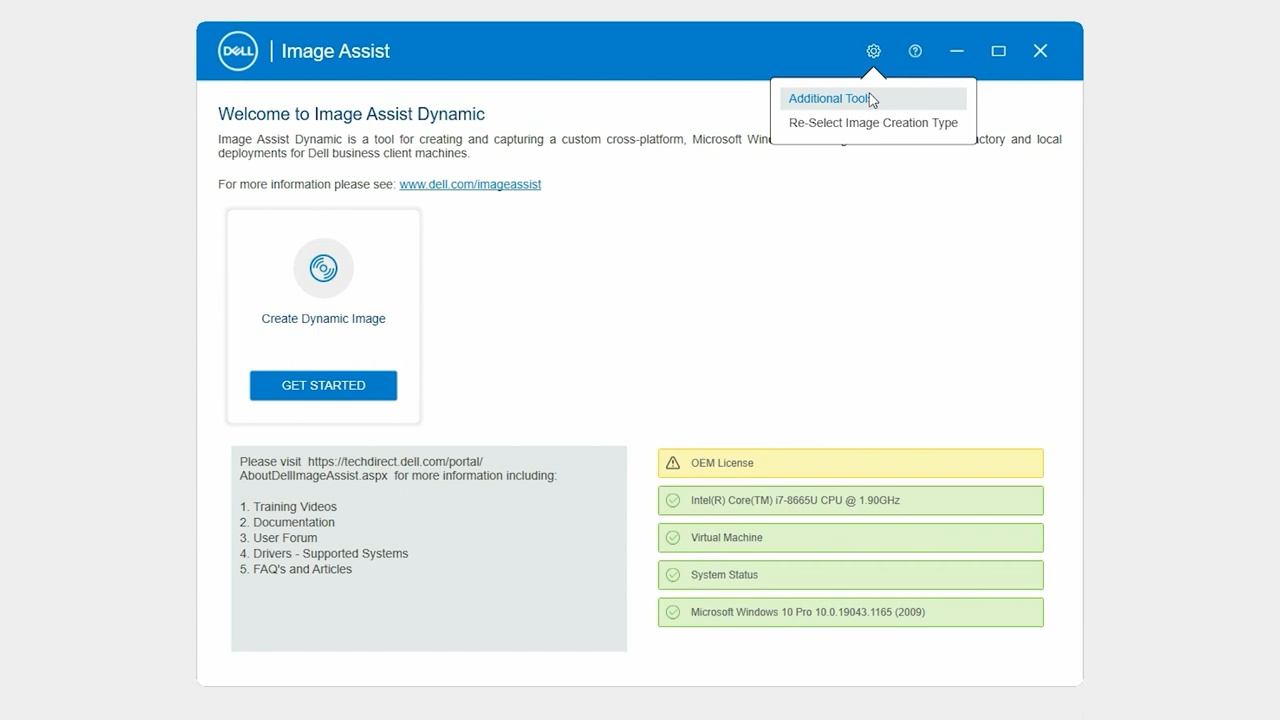 DELL | Image Assist
Additional Tool
Re-Select Image Creation Type
Welcome to Image Assist Dynamic
Image Assist Dynamic is a tool for creating and capturing a custom cross-platform, Microsoft and local
deployments for Dell business client machines.
For more information please see: www.dell.com/imageassist
Create Dynamic Image
GET STARTED
Please visit https://techdirect.dell.com/portal/
AboutDellImageAssist.aspx for more information including:
1. Training Videos
2. Documentation
3. User Forum
4. Drivers - Supported Systems
5. FAQ's and Articles
OEM License
Intel(R) Core(TM) i7-8665U CPU @ 1.90GHz
Virtual Machine
System Status
Microsoft Windows 10 Pro 10.0.19043.1165 (2009)